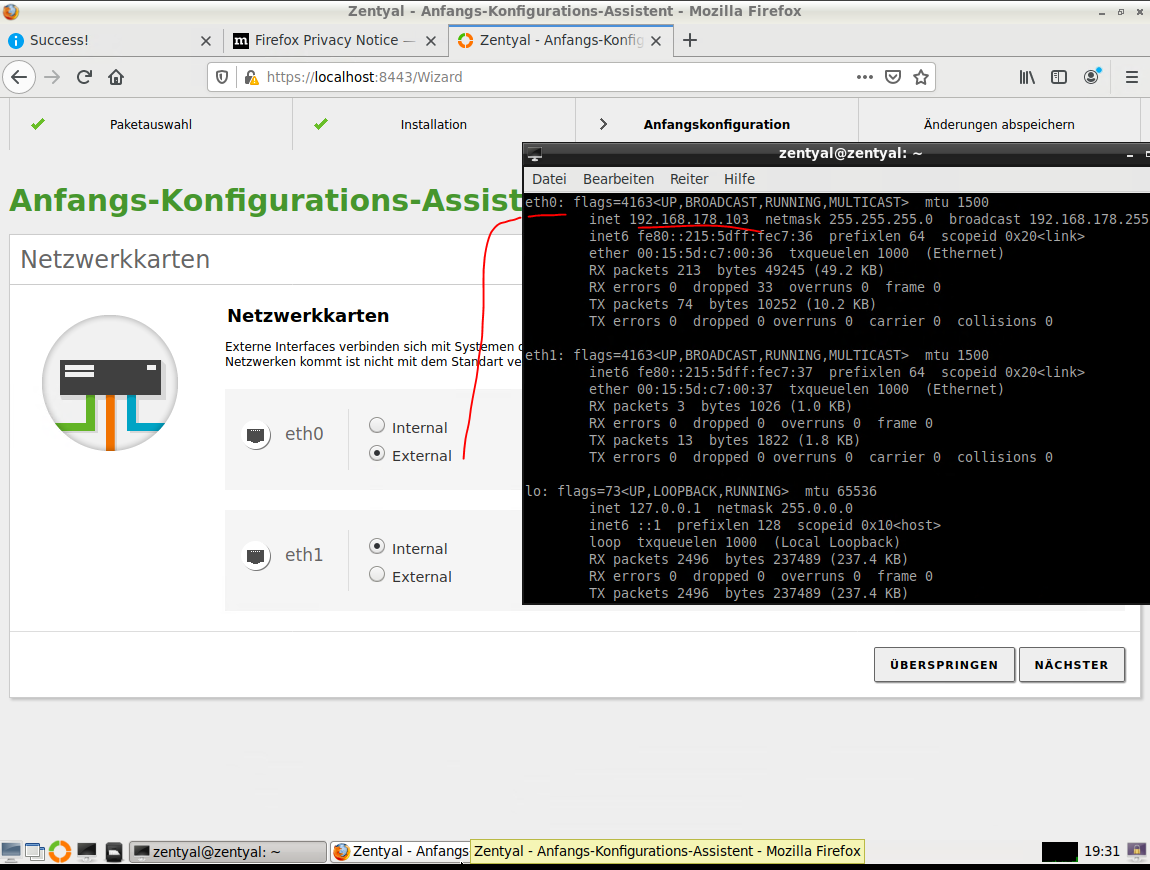 Zentyal - Anfangs-Konfigurations-Assistent - Mozilla Firefox
Success!
m Firefox Privacy Notice —
Zentyal - Anfangs-Konfig
https://localhost:8443/Wizard
Paketauswahl
Installation
Anfangskonfiguration
Änderungen abspeichern
Anfangs-Konfigurations-Assist
Netzwerkkarten
Netzwerkkarten
Externe Interfaces verbinden sich mit Systemen
Netzwerken kommt ist nicht mit dem Standart ve
eth0
Internal
External
eth1
Internal
External
ÜBERSPRINGEN
NÄCHSTER
zentyal@zentyal: ~
Datei Bearbeiten Reiter Hilfe
eth0: flags=4163<UP,BROADCAST,RUNNING,MULTICAST>  mtu 1500
        inet 192.168.178.103  netmask 255.255.255.0  broadcast 192.168.178.255
        inet6 fe80::215:5dff:fec7:36  prefixlen 64  scopeid 0x20<link>
        ether 00:15:5d:c7:00:36  txqueuelen 1000  (Ethernet)
        RX packets 213  bytes 49245 (49.2 KB)
        RX errors 0  dropped 33  overruns 0  frame 0
        TX packets 74  bytes 10252 (10.2 KB)
        TX errors 0  dropped 0 overruns 0  carrier 0  collisions 0
eth1: flags=4163<UP,BROADCAST,RUNNING,MULTICAST>  mtu 1500
        inet6 fe80::215:5dff:fec7:37  prefixlen 64  scopeid 0x20<link>
        ether 00:15:5d:c7:00:37  txqueuelen 1000  (Ethernet)
        RX packets 3  bytes 1026 (1.0 KB)
        RX errors 0  dropped 0  overruns 0  frame 0
        TX packets 13  bytes 1822 (1.8 KB)
        TX errors 0  dropped 0 overruns 0  carrier 0  collisions 0
lo: flags=73<UP,LOOPBACK,RUNNING>  mtu 65536
        inet 127.0.0.1  netmask 255.0.0.0
        inet6 ::1  prefixlen 128  scopeid 0x10<host>
        loop  txqueuelen 1000  (Local Loopback)
        RX packets 2496  bytes 237489 (237.4 KB)
        RX errors 0  dropped 0  overruns 0  frame 0
        TX packets 2496  bytes 237489 (237.4 KB)
zentyal@zentyal: ~
Zentyal - Anfangs
Zentyal - Anfangs-Konfigurations-Assistent - Mozilla Firefox
19:31